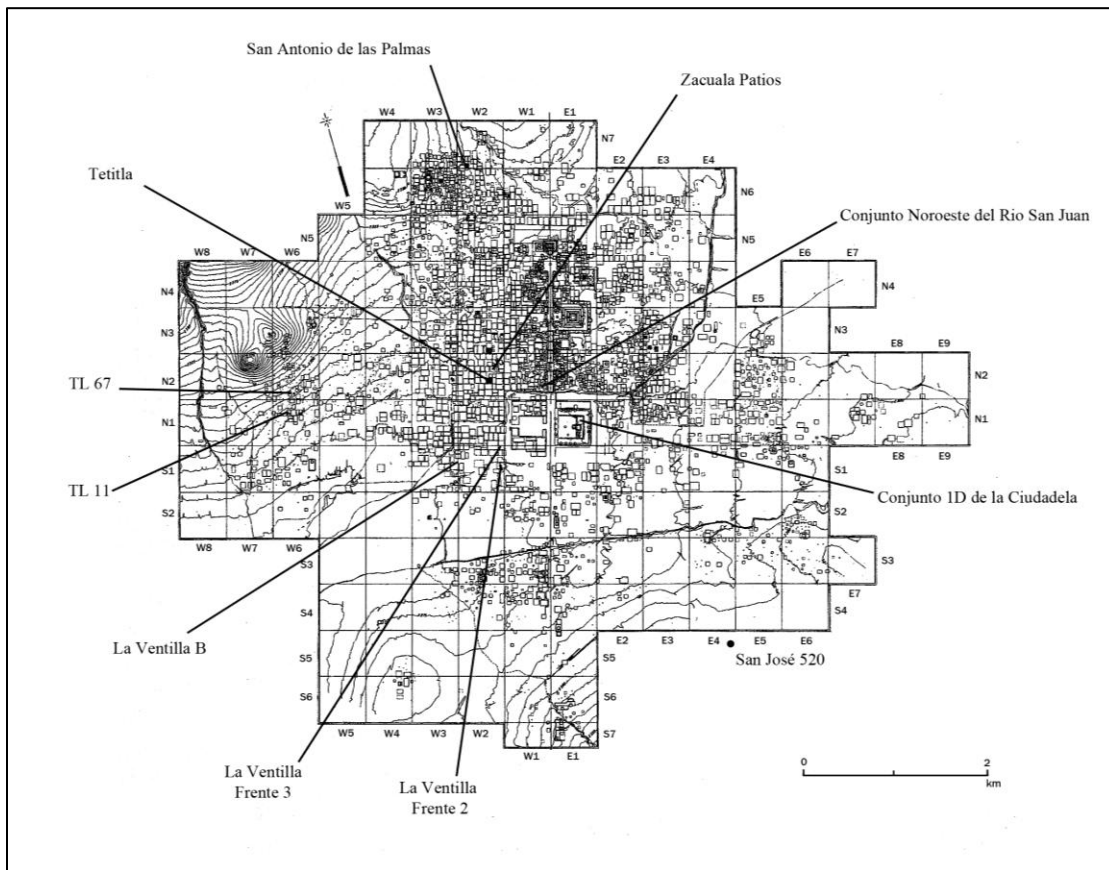 San Antonio de las Palmas
Zacuala Patios
W4 W3 W2 W1 E1
N7
E2 E3 E4
Tetitla
N6
W5
Conjunto Noroeste del Rio San Juan
N5
N5
W8 W7 W6
E6 E7
N4
N4
E5
N3
N3
E8 E9
TL 67
N2
N2
N1
N1
E8 E9
S1
S1
TL 11
Conjunto 1D de la Ciudadela
S2
S2
W8 W7 W6
S3
S3
E7
S4
S4
La Ventilla B
E2 E3 E4 E5 E6
San José 520
S5
S5
S6
S6
W5 W4 W3 W2
S7
W1 E1
La Ventilla
Frente 3
La Ventilla
Frente 2
0 2
km